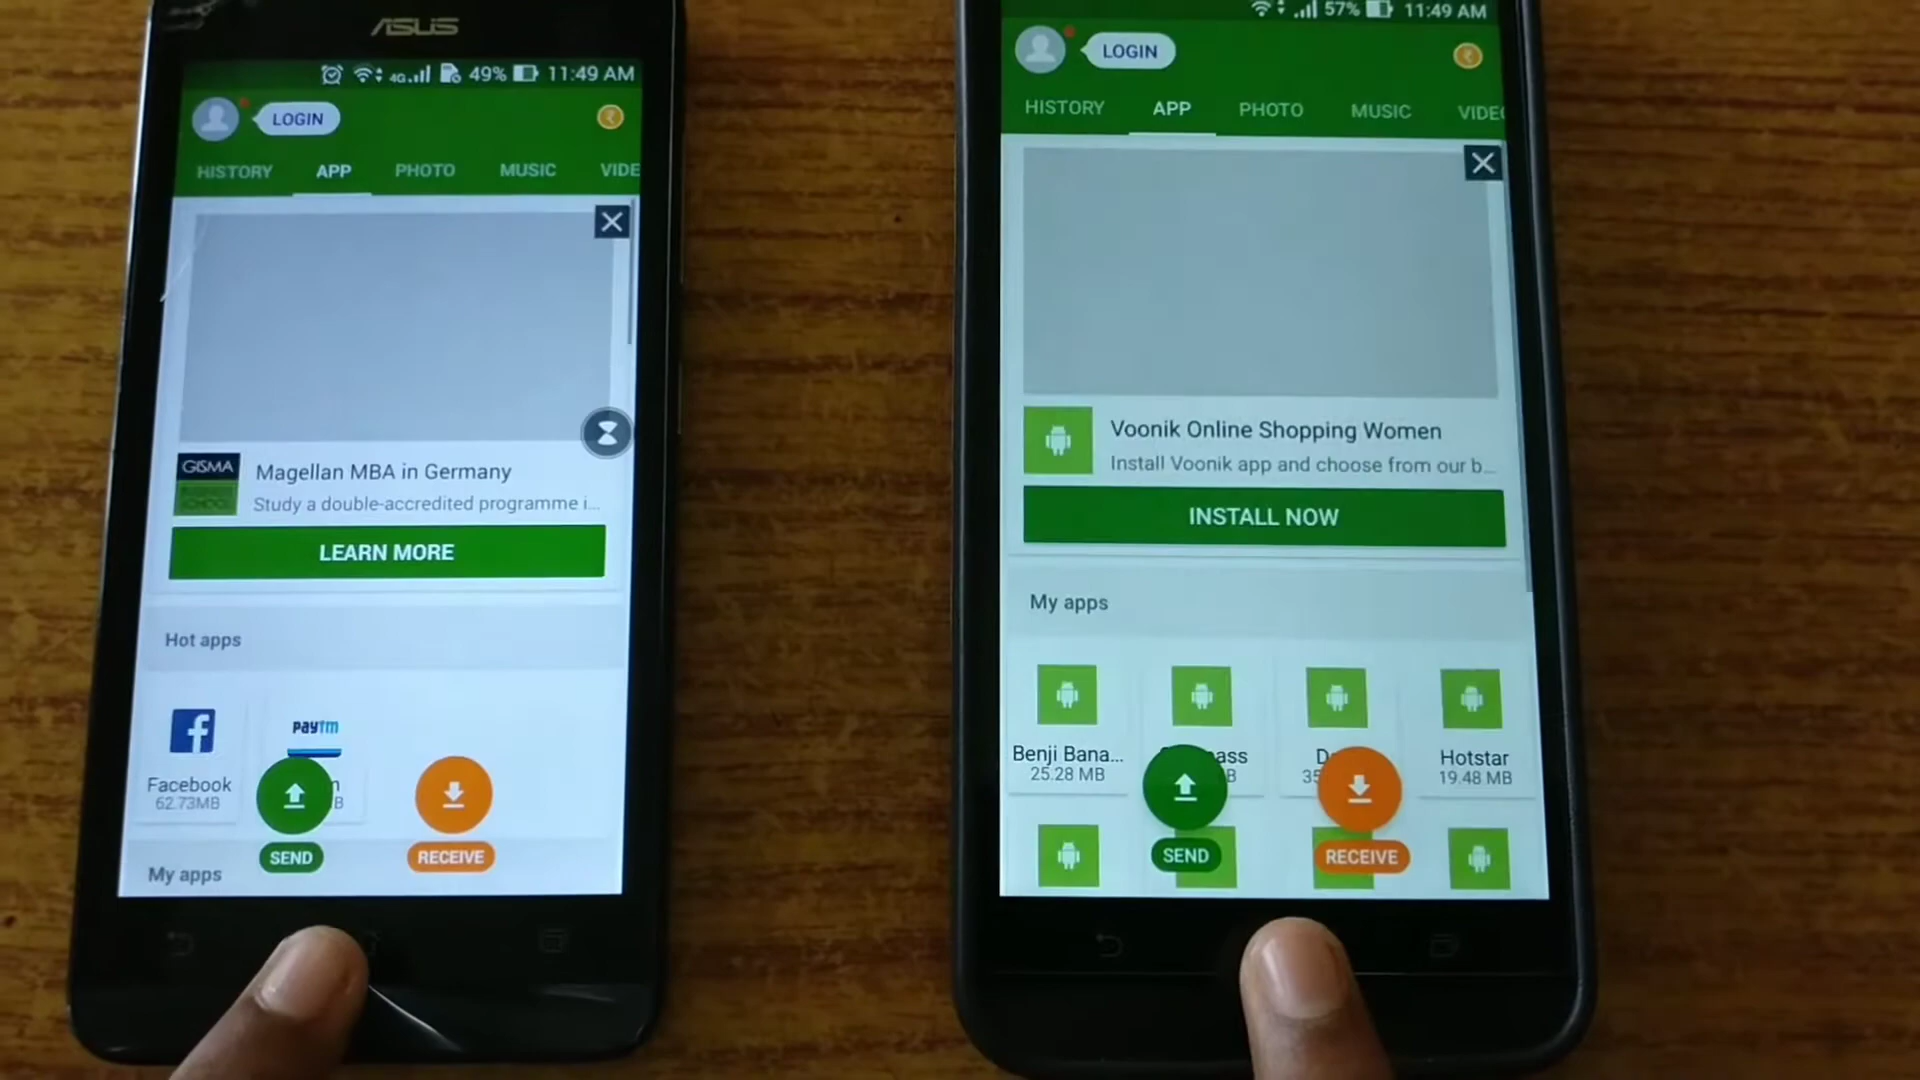 ASUS
4G 49% 11:49 AM
LOGIN
HISTORY APP PHOTO MUSIC VIDE
GISMA
SCHOOL
Magellan MBA in Germany
Study a double-accredited programme i...
LEARN MORE
Hot apps
Facebook
62.73MB
Paytm
SEND
RECEIVE
My apps
57% 11:49 AM
LOGIN
HISTORY APP PHOTO MUSIC VIDEO
Voonik Online Shopping Women
Install Voonik app and choose from our b...
INSTALL NOW
My apps
Benji Bana...
25.28 MB
Hotstar
19.48 MB
SEND
RECEIVE